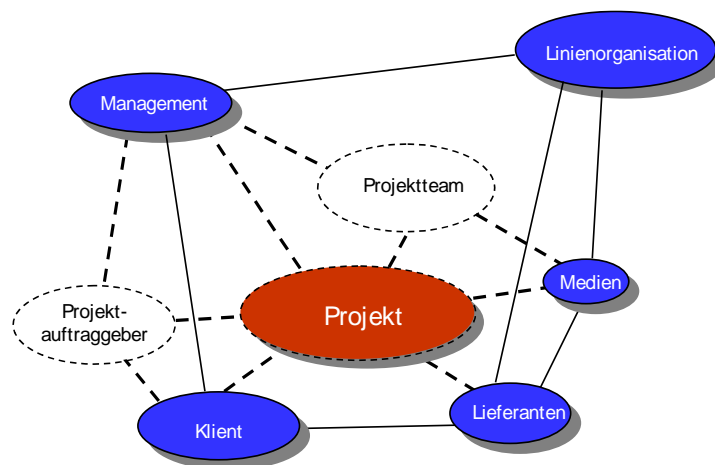 Linienorganisation
Management
Projektteam
Medien
Projekt-
auftraggeber
Projekt
Lieferanten
Klient